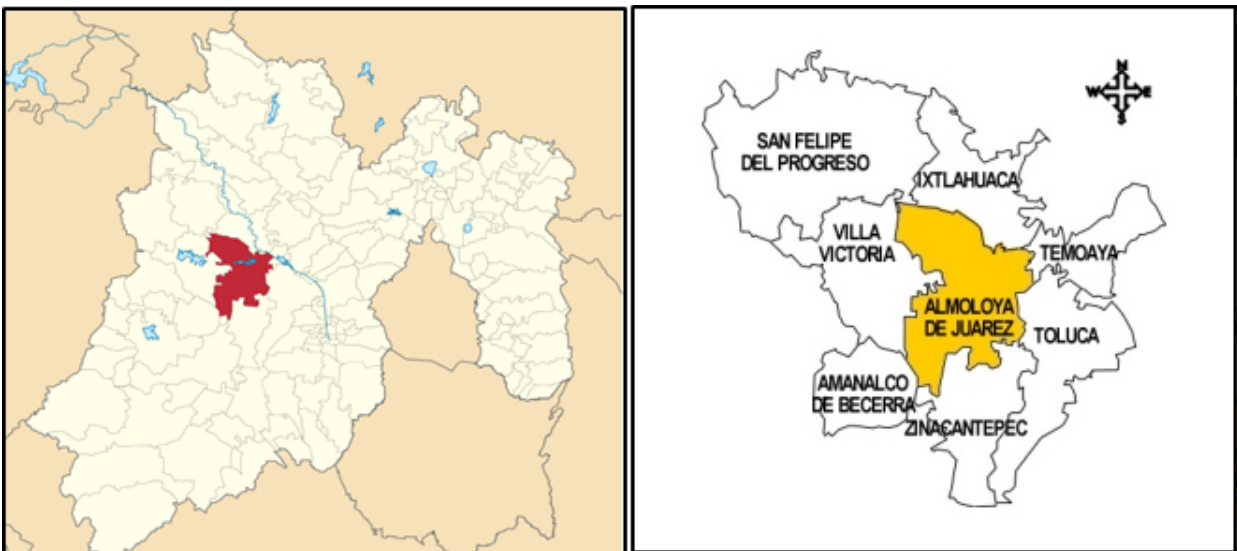 N
W E
S
SAN FELIPE
DEL PROGRESO
IXTLAHUACA
VILLA
VICTORIA
TEMOAYA
ALMOLOYA
DE JUAREZ
TOLUCA
AMANALCO
DE BECERRA
ZINACANTEPEC